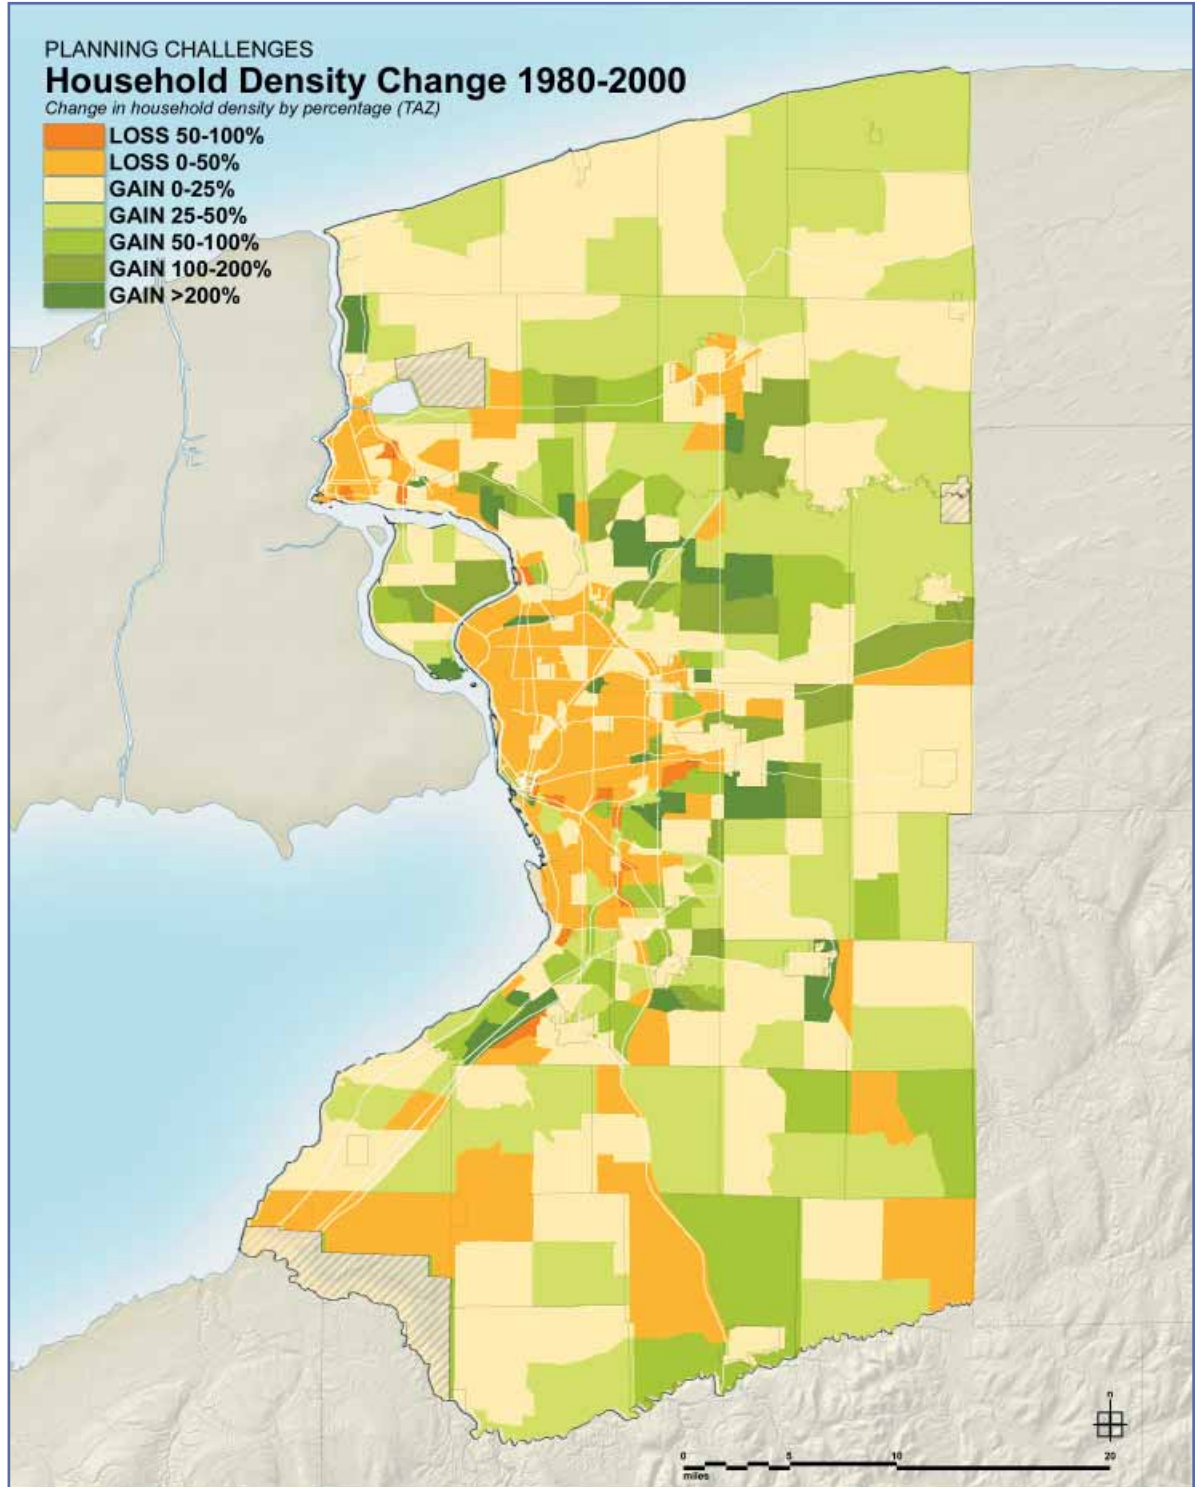 PLANNING CHALLENGES
Household Density Change 1980-2000
Change in household density by percentage (TAZ)
LOSS 50-100%
LOSS 0-50%
GAIN 0-25%
GAIN 25-50%
GAIN 50-100%
GAIN 100-200%
GAIN >200%
n
0 5 10 20
miles